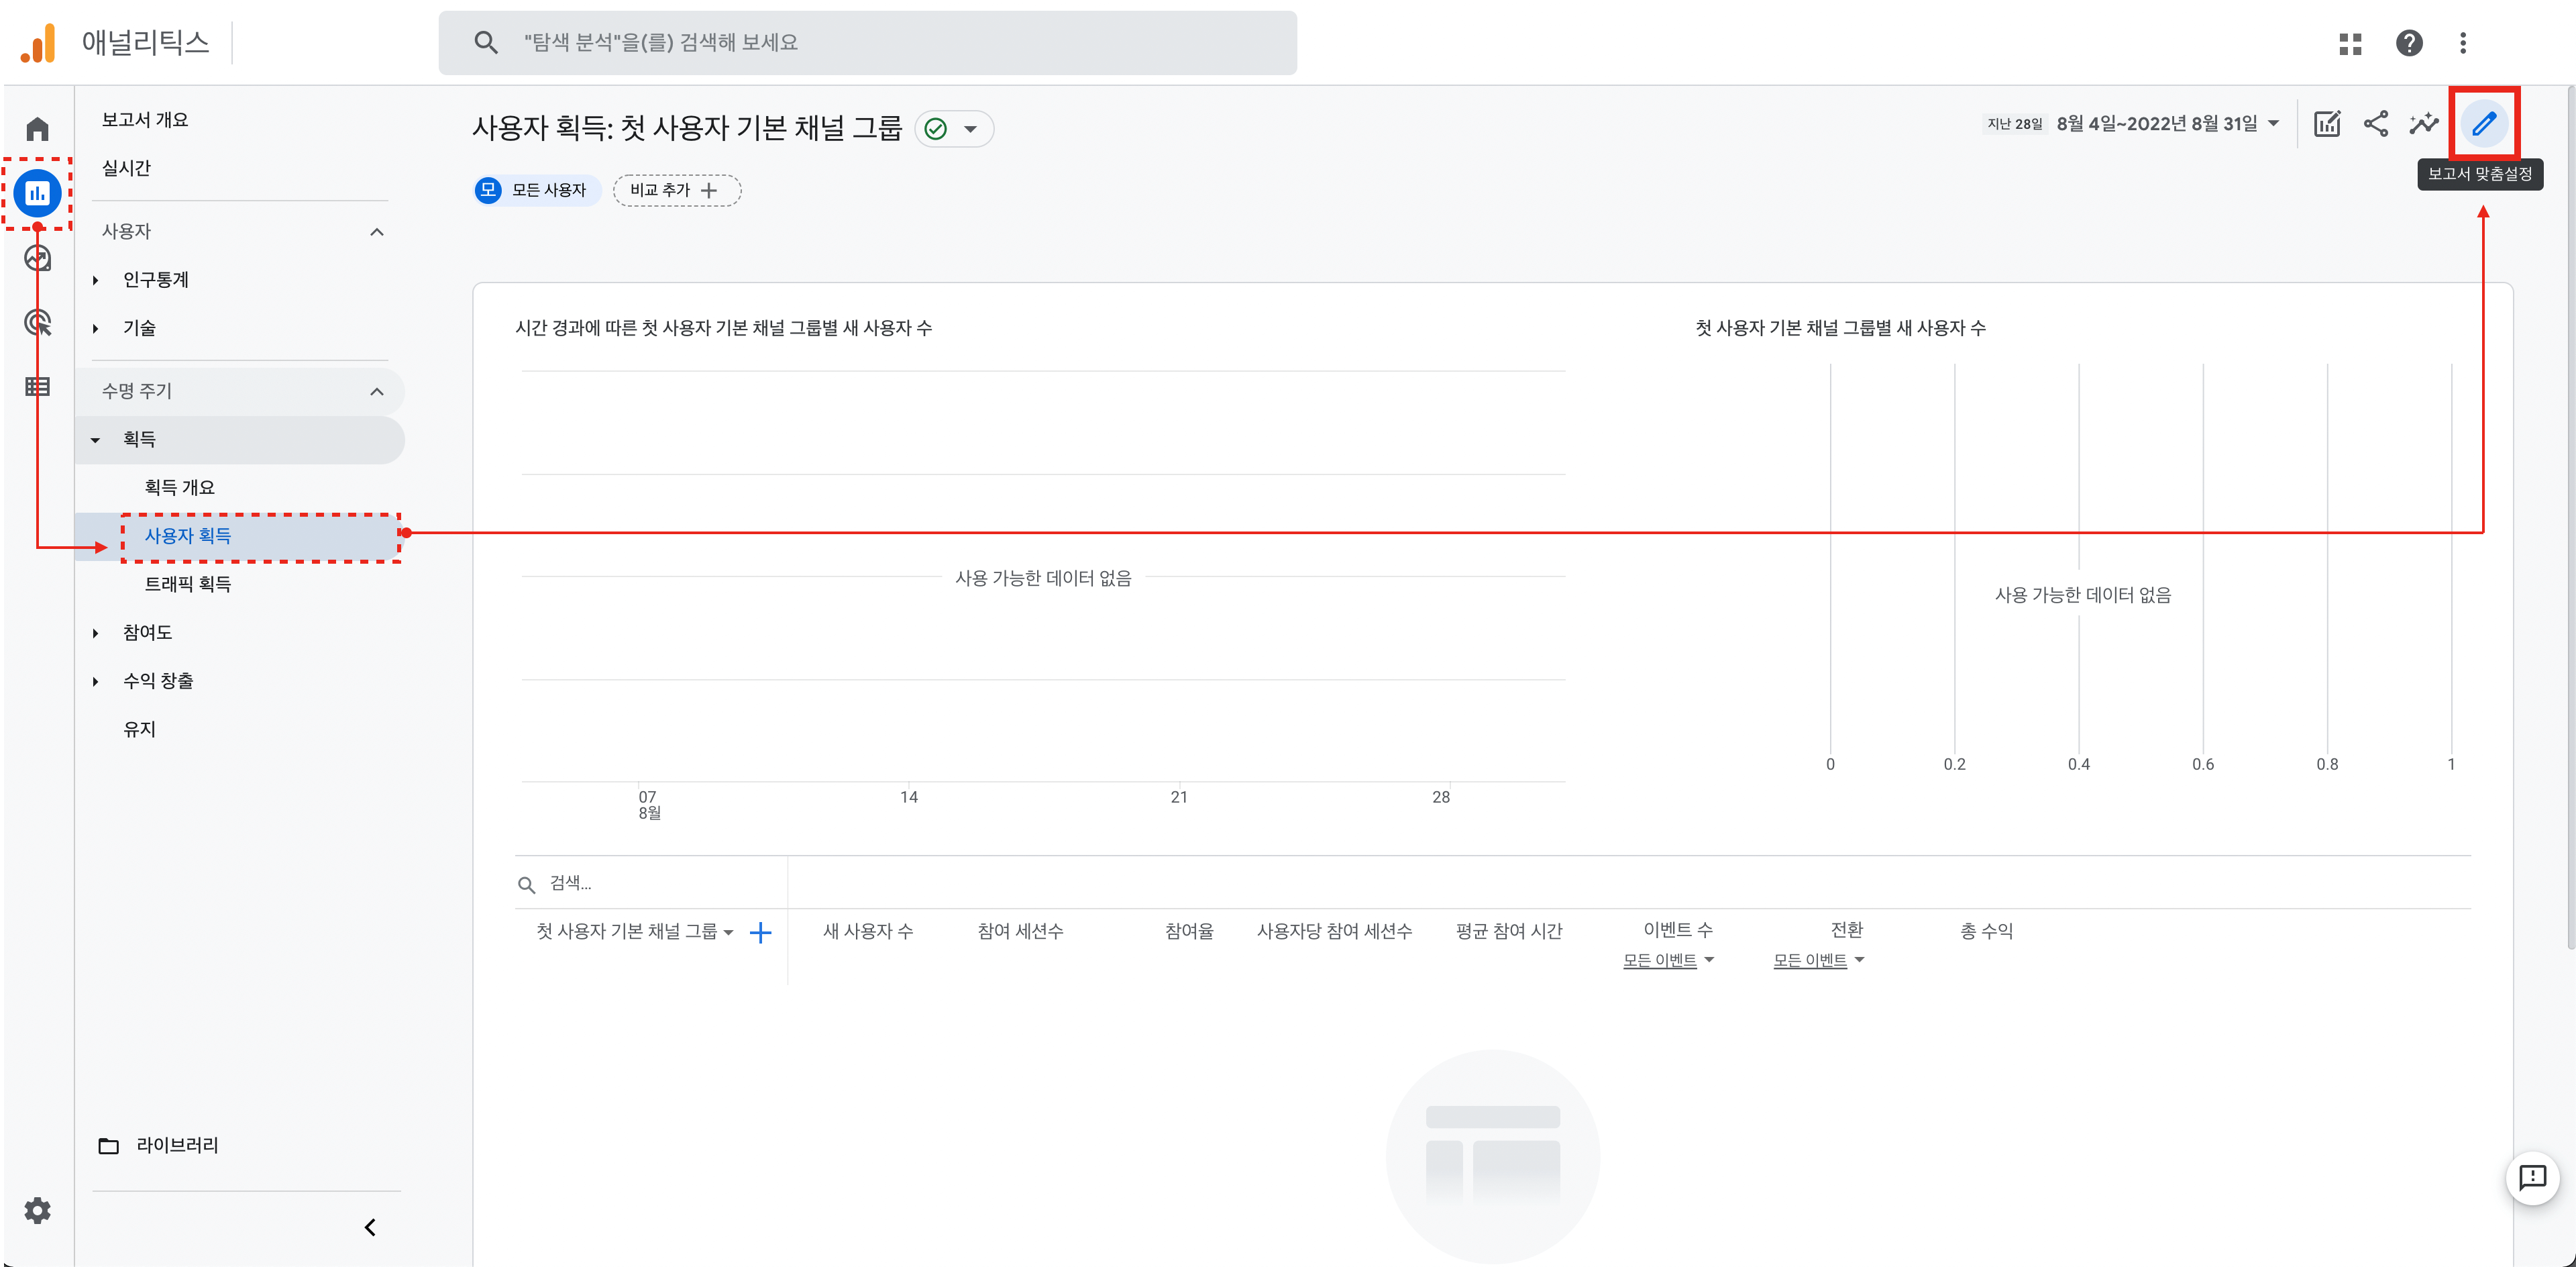 애널리틱스
"탐색 분석"을(를) 검색해 보세요
보고서 개요
실시간
사용자
인구통계
기술
수명 주기
획득
획득 개요
사용자 획득
트래픽 획득
참여도
수익 창출
유지
라이브러리
사용자 획득: 첫 사용자 기본 채널 그룹
지난 28일 8월 4일~2022년 8월 31일
보고서 맞춤설정
모 모든 사용자
비교 추가
시간 경과에 따른 첫 사용자 기본 채널 그룹별 새 사용자 수
사용 가능한 데이터 없음
07 14 21 28
8월
첫 사용자 기본 채널 그룹별 새 사용자 수
사용 가능한 데이터 없음
0 0.2 0.4 0.6 0.8 1
검색...
첫 사용자 기본 채널 그룹 새 사용자 수 참여 세션수 참여율 사용자당 참여 세션수 평균 참여 시간 이벤트 수 전환 총 수익
모든 이벤트 모든 이벤트